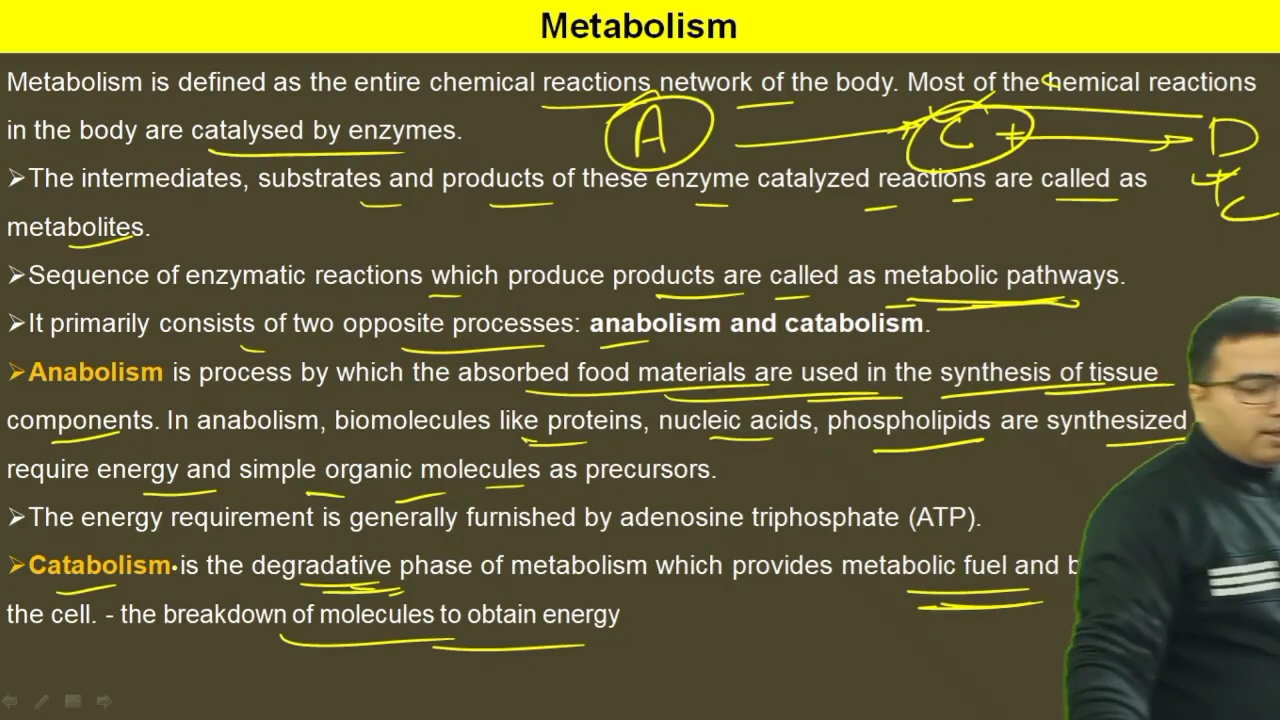 Metabolism
Metabolism is defined as the entire chemical reactions network of the body. Most of the hemical reactions
A C + D
in the body are catalysed by enzymes.
➢The intermediates, substrates and products of these enzyme catalyzed reactions are called as
+
C
metabolites.
➢Sequence of enzymatic reactions which produce products are called as metabolic pathways.
➢It primarily consists of two opposite processes: anabolism and catabolism.
➢Anabolism is process by which the absorbed food materials are used in the synthesis of tissue
components. In anabolism, biomolecules like proteins, nucleic acids, phospholipids are synthesized
require energy and simple organic molecules as precursors.
➢The energy requirement is generally furnished by adenosine triphosphate (ATP).
➢Catabolism is the degradative phase of metabolism which provides metabolic fuel and
the cell. - the breakdown of molecules to obtain energy